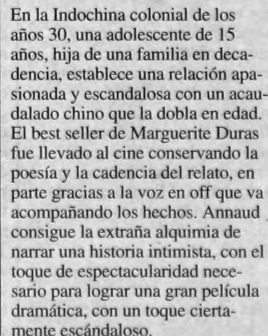 En la Indochina colonial de los
años 30, una adolescente de 15
años, hija de una familia en deca-
dencia, establece una relación apa-
sionada y escandalosa con un acau-
dalado chino que la dobla en edad.
El best seller de Marguerite Duras
fue llevado al cine conservando la
poesía y la cadencia del relato, en
parte gracias a la voz en off que va
acompañando los hechos. Annaud
consigue la extraña alquimia de
narrar una historia intimista, con el
toque de espectacularidad nece-
sario para lograr una gran película
dramática, con un toque cierta-
mente escándaloso.